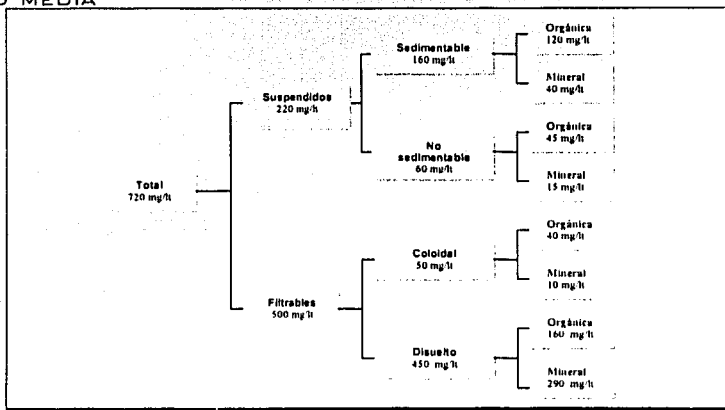 MEDIA
Total
720 mg/lt
Suspendidos
220 mg/lt
Filtrables
500 mg/lt
Sedimentable
160 mg/lt
No
sedimentable
60 mg/lt
Coloidal
50 mg/lt
Disuelto
450 mg/lt
Orgánica
120 mg/lt
Mineral
40 mg/lt
Orgánica
45 mg/lt
Mineral
15 mg/lt
Orgánica
40 mg/lt
Mineral
10 mg/lt
Orgánica
160 mg/lt
Mineral
290 mg/lt